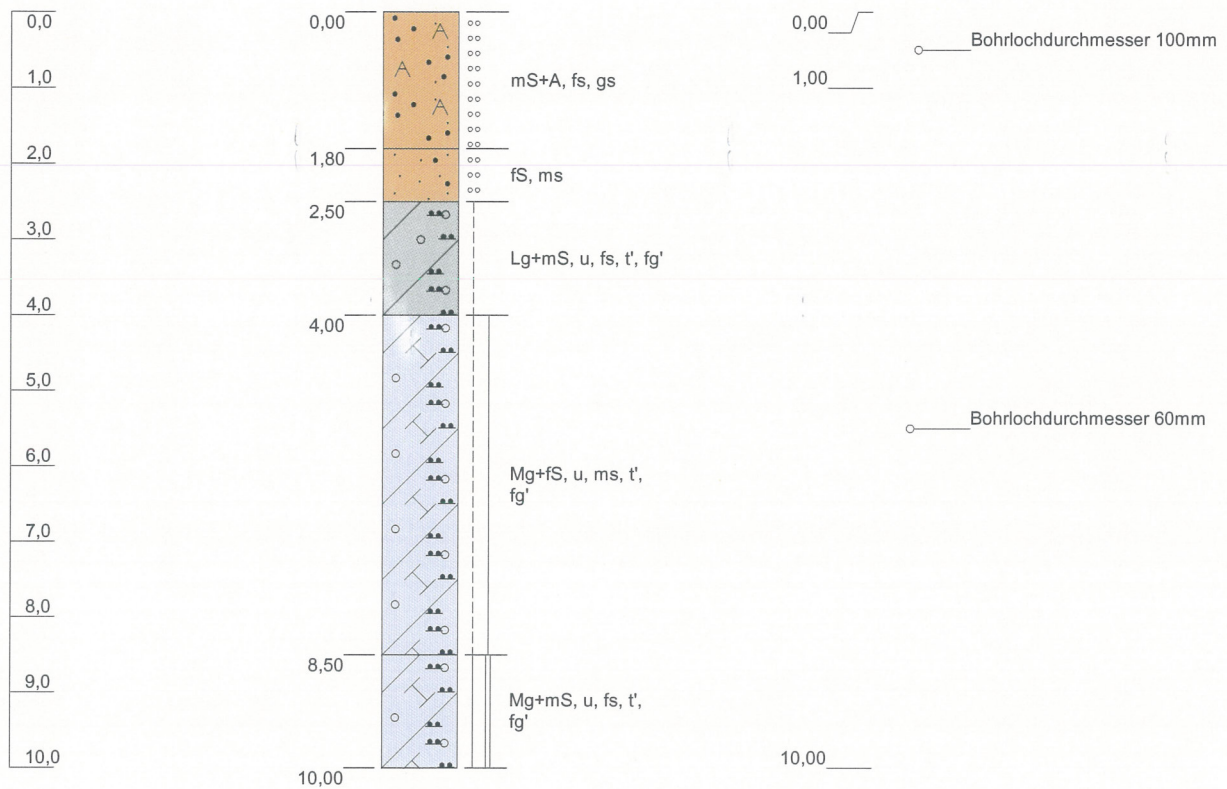 0,0
1,0
2,0
3,0
4,0
5,0
6,0
7,0
8,0
9,0
10,0
0,00
1,80
2,50
4,00
8,50
10,00
A
A
A
mS+A, fs, gs
fS, ms
Lg+mS, u, fs, t', fg'
Mg+fS, u, ms, t',
fg'
Mg+mS, u, fs, t',
fg'
0,00
1,00
10,00
Bohrlochdurchmesser 100mm
Bohrlochdurchmesser 60mm